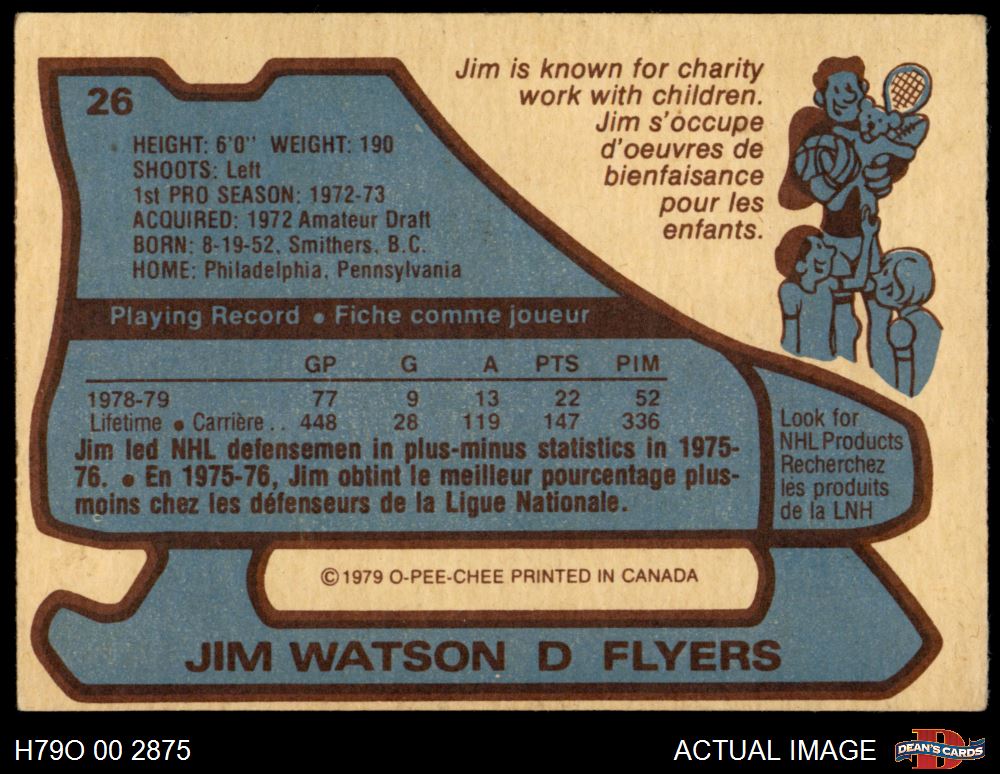 26
HEIGHT: 6'0" WEIGHT: 190
SHOOTS: Left
1st PRO SEASON: 1972-73
ACQUIRED: 1972 Amateur Draft
BORN: 8-19-52, Smithers, B.C.
HOME: Philadelphia, Pennsylvania
Jim is known for charity
work with children.
Jim s'occupe
d'oeuvres de
bienfaisance
pour les
enfants.
Playing Record • Fiche comme joueur
GP G A PTS PIM
1978-79 77 9 13 22 52
Lifetime • Carrière . . 448 28 119 147 336
Jim led NHL defensemen in plus-minus statistics in 1975-
76. • En 1975-76, Jim obtint le meilleur pourcentage plus-
moins chez les défenseurs de la Ligue Nationale.
Look for
NHL Products
Recherchez
les produits
de la LNH
© 1979 O-PEE-CHEE PRINTED IN CANADA
JIM WATSON D FLYERS
H79O 00 2875
ACTUAL IMAGE
D
DEAN'S CARDS